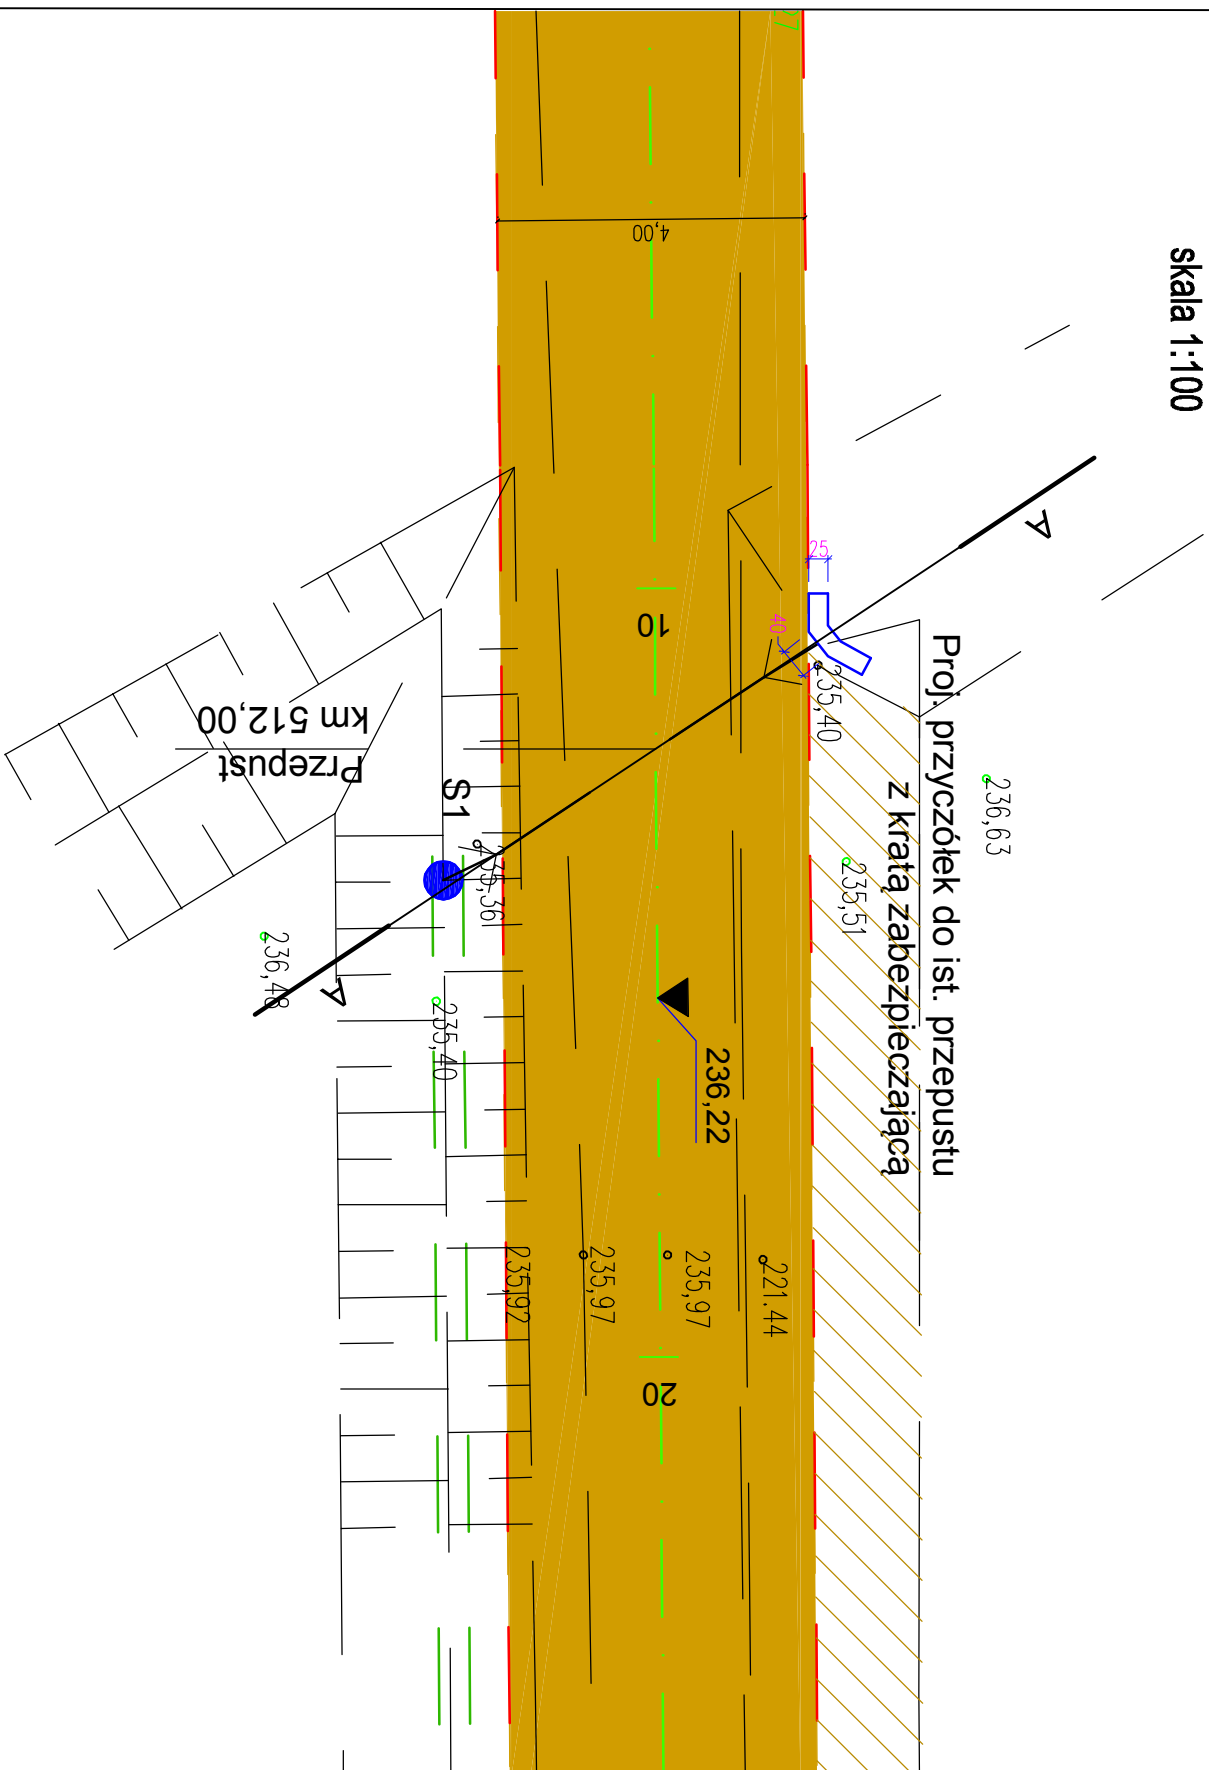 skala 1:100
4,00
A
25
40
10
Proj. przyczółek do ist. przepustu
z kratą zabezpieczającą
235,40
236,63
235,51
Przepust
km 512,00
S1
235,36
236,48
A
235,40
236,22
235,92
235,97
235,97
221.44
20